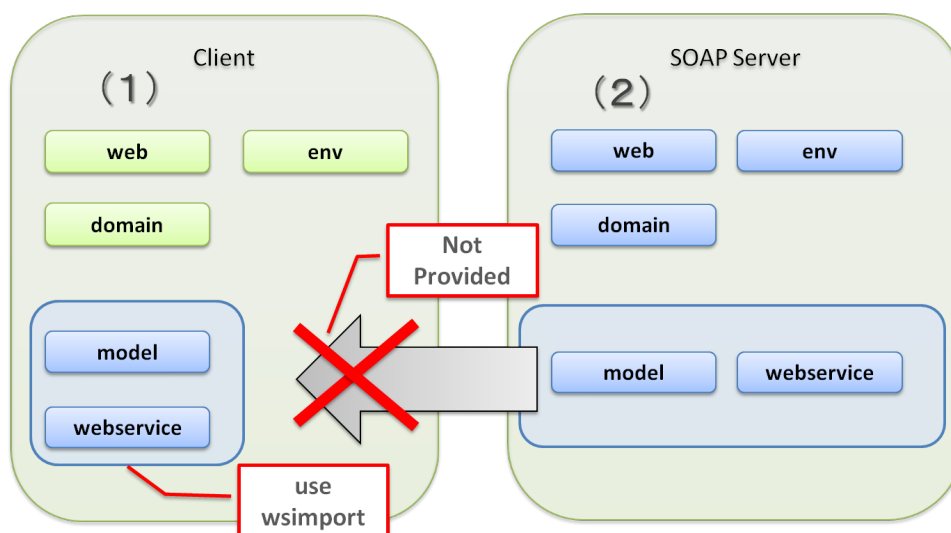 Client
（１）
web
env
domain
model
webservice
use
wsimport
Not
Provided
SOAP Server
（２）
web
env
domain
model
webservice